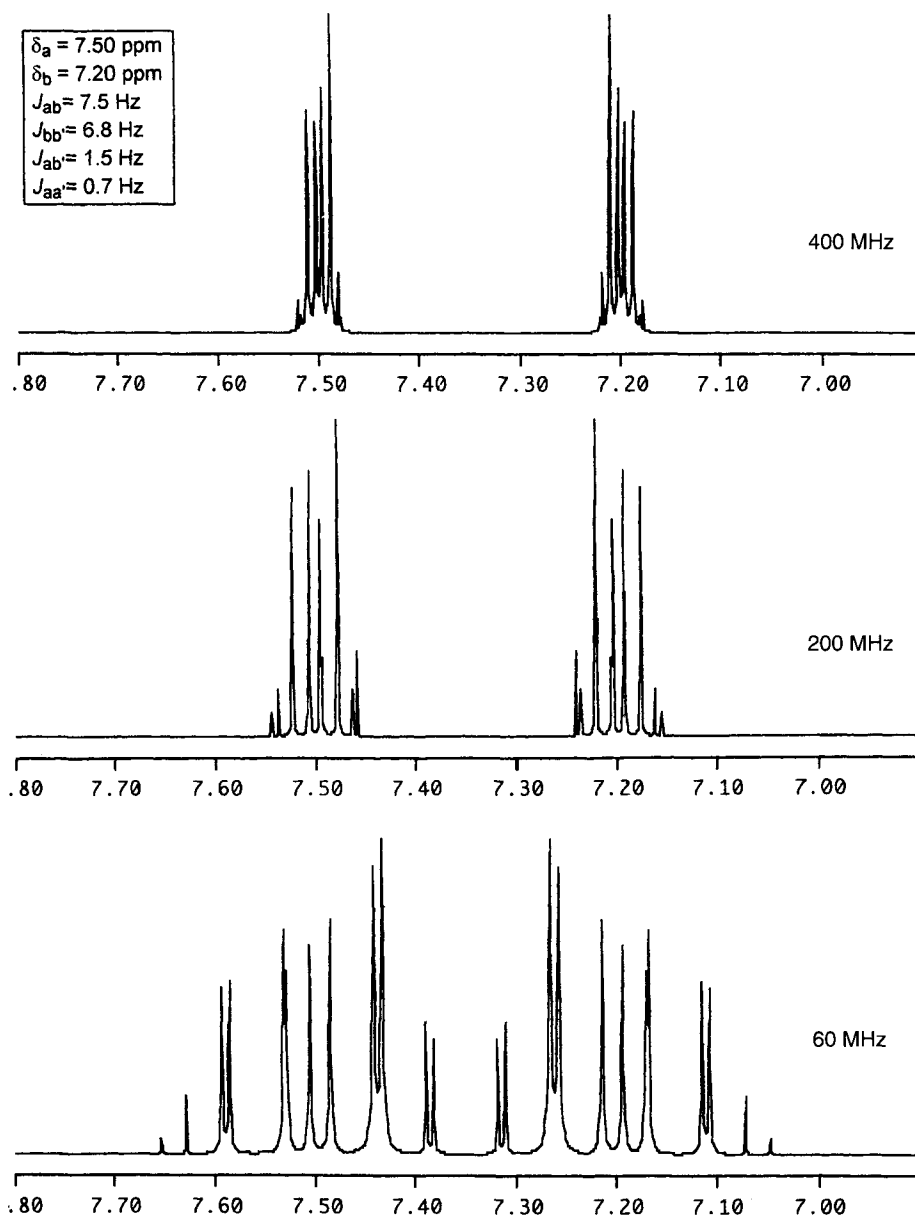 δa = 7.50 ppm
δb = 7.20 ppm
Jab = 7.5 Hz
Jbb' = 6.8 Hz
Jab' = 1.5 Hz
Jaa' = 0.7 Hz
400 MHz
.80 7.70 7.60 7.50 7.40 7.30 7.20 7.10 7.00
200 MHz
.80 7.70 7.60 7.50 7.40 7.30 7.20 7.10 7.00
60 MHz
.80 7.70 7.60 7.50 7.40 7.30 7.20 7.10 7.00